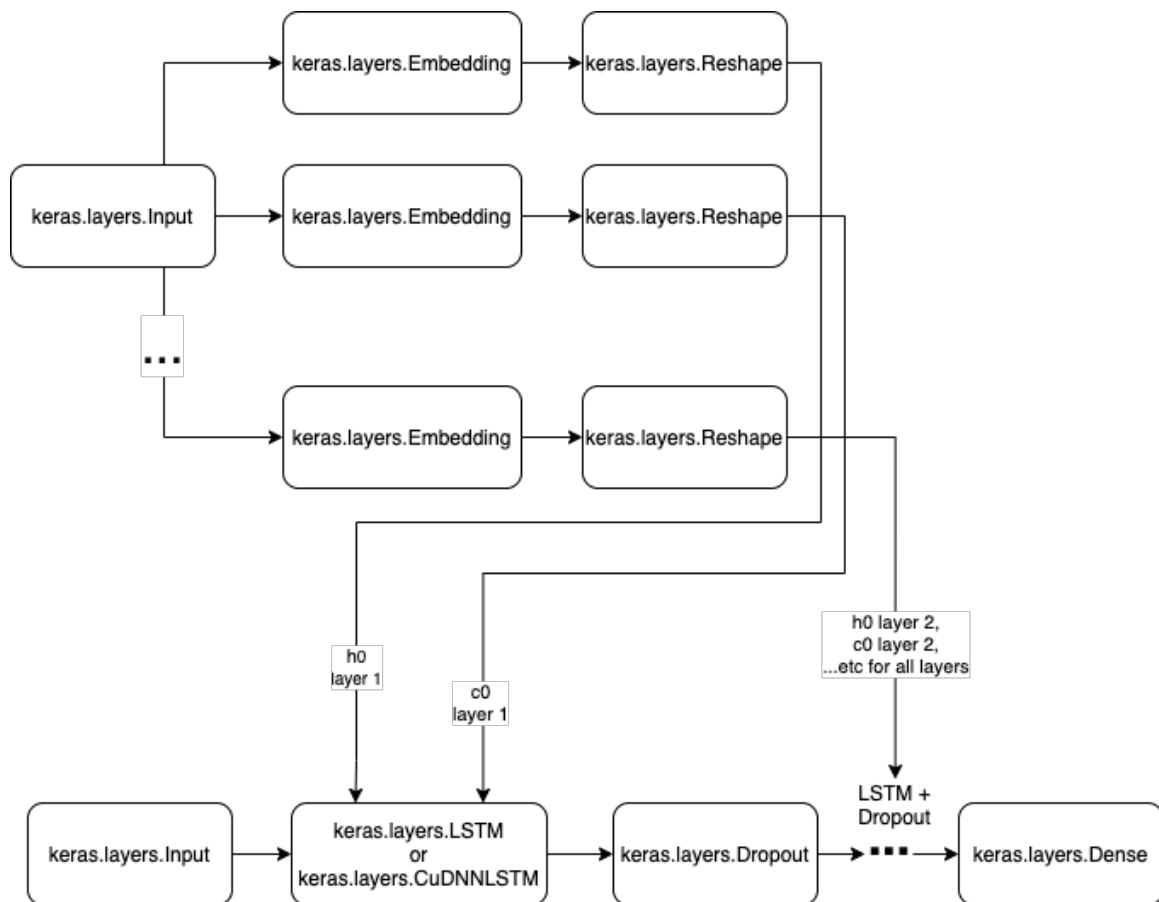 keras.layers.Embedding
keras.layers.Reshape
keras.layers.Input
keras.layers.Embedding
keras.layers.Reshape
...
keras.layers.Embedding
keras.layers.Reshape
h0 layer 2,
c0 layer 2,
...etc for all layers
h0
layer 1
c0
layer 1
keras.layers.Input
keras.layers.LSTM
or
keras.layers.CuDNNLSTM
keras.layers.Dropout
LSTM +
Dropout
...
keras.layers.Dense